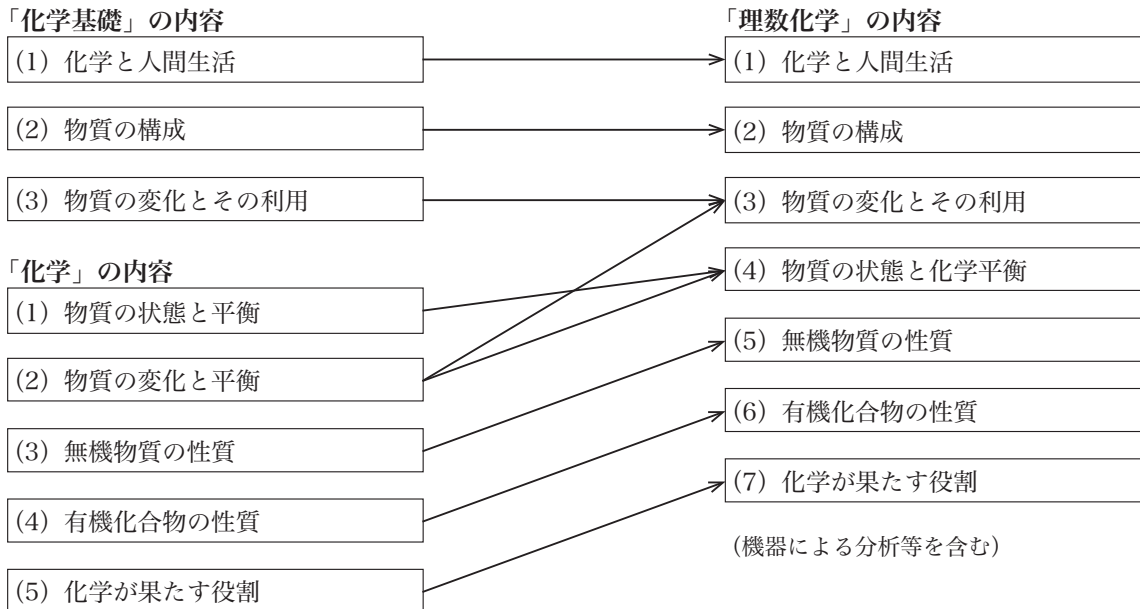 「化学基礎」の内容
(1) 化学と人間生活
(2) 物質の構成
(3) 物質の変化とその利用
「化学」の内容
(1) 物質の状態と平衡
(2) 物質の変化と平衡
(3) 無機物質の性質
(4) 有機化合物の性質
(5) 化学が果たす役割
「理数化学」の内容
(1) 化学と人間生活
(2) 物質の構成
(3) 物質の変化とその利用
(4) 物質の状態と化学平衡
(5) 無機物質の性質
(6) 有機化合物の性質
(7) 化学が果たす役割
(機器による分析等を含む)